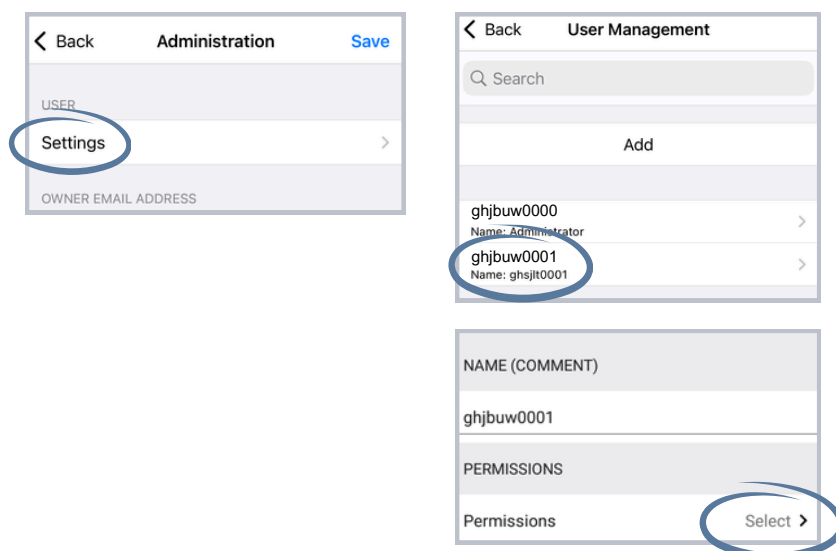 Back Administration Save
USER
Settings
OWNER EMAIL ADDRESS
Back User Management
Search
Add
ghjbuw0000
Name: Administrator
ghjbuw0001
Name: ghsjlt0001
NAME (COMMENT)
ghjbuw0001
PERMISSIONS
Permissions Select